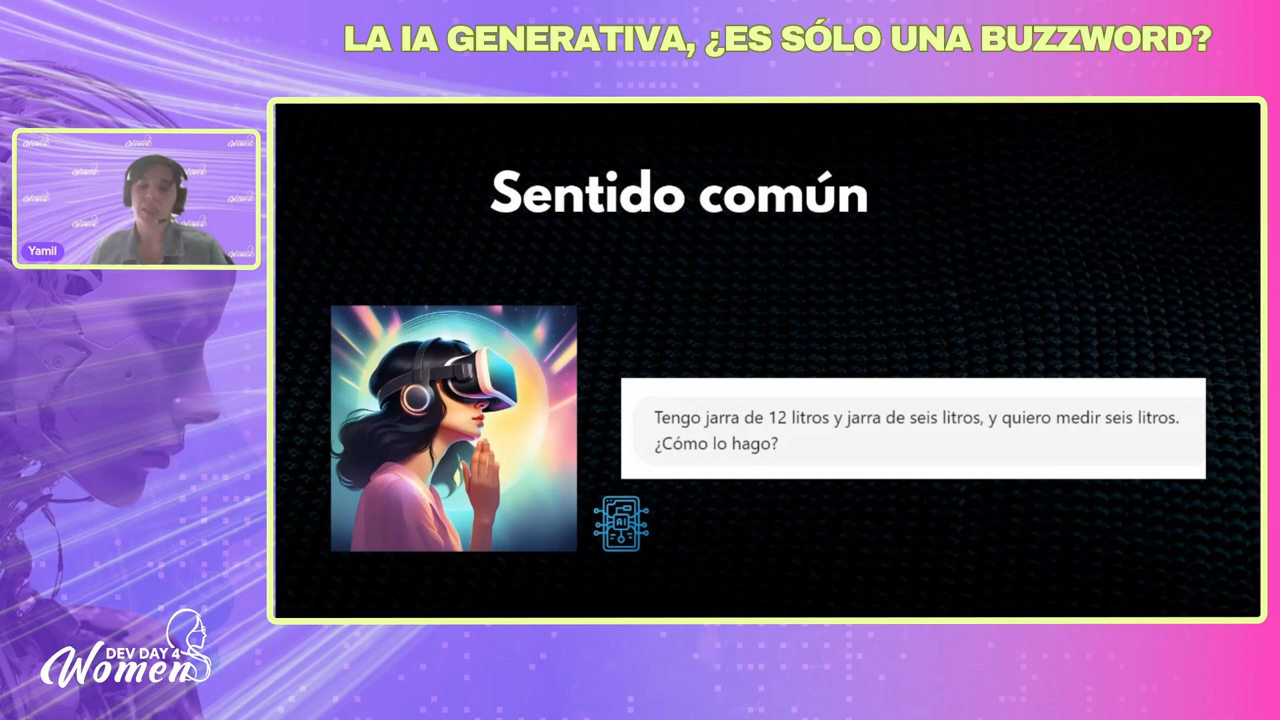 LA IA GENERATIVA, ¿ES SÓLO UNA BUZZWORD?
Sentido común
Yamil
Tengo jarra de 12 litros y jarra de seis litros, y quiero medir seis litros.
¿Cómo lo hago?
AI
DEV DAY 4
Women